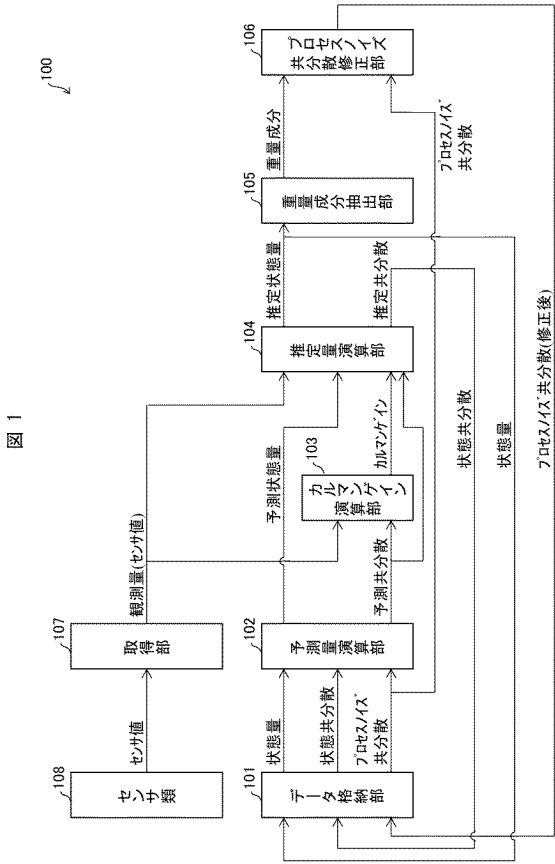 図 1
100
108
センサ類
センサ値
107
取得部
観測量(センサ値)
101
データ格納部
状態量
状態共分散
プロセスノイズ
共分散
102
予測量演算部
予測状態量
予測共分散
103
カルマンゲイン
演算部
カルマンゲイン
104
推定量演算部
推定状態量
推定共分散
105
重量成分抽出部
重量成分
106
プロセスノイズ
共分散修正部
プロセスノイズ
共分散
状態共分散
状態量
プロセスノイズ共分散(修正後)